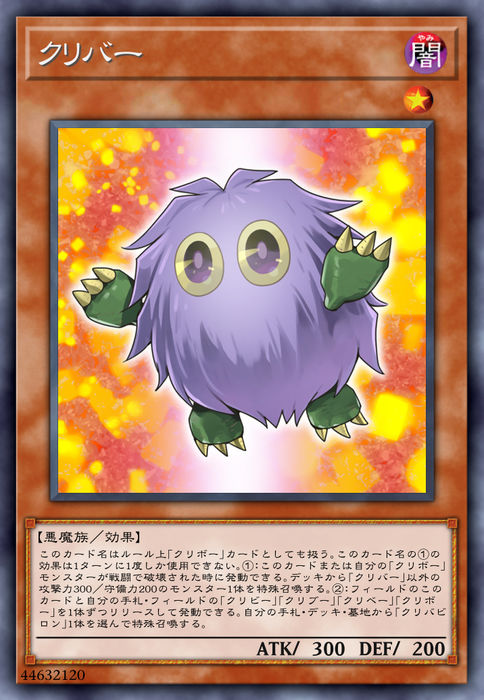 クリバー
やみ
闇
【悪魔族／効果】
このカード名はルール上「クリボー」カードとしても扱う。このカード名の①の
効果は1ターンに1度しか使用できない。①：このカードまたは自分の「クリボー」
モンスターが戦闘で破壊された時に発動できる。デッキから「クリバー」以外の
攻撃力300／守備力200のモンスター1体を特殊召喚する。②：フィールドのこの
カードと自分の手札・フィールドの「クリビー」「クリブー」「クリベー」「クリボ
ー」を1体ずつリリースして発動できる。自分の手札・デッキ・墓地から「クリバビ
ロン」1体を選んで特殊召喚する。
ATK/ 300 DEF/ 200
44632120